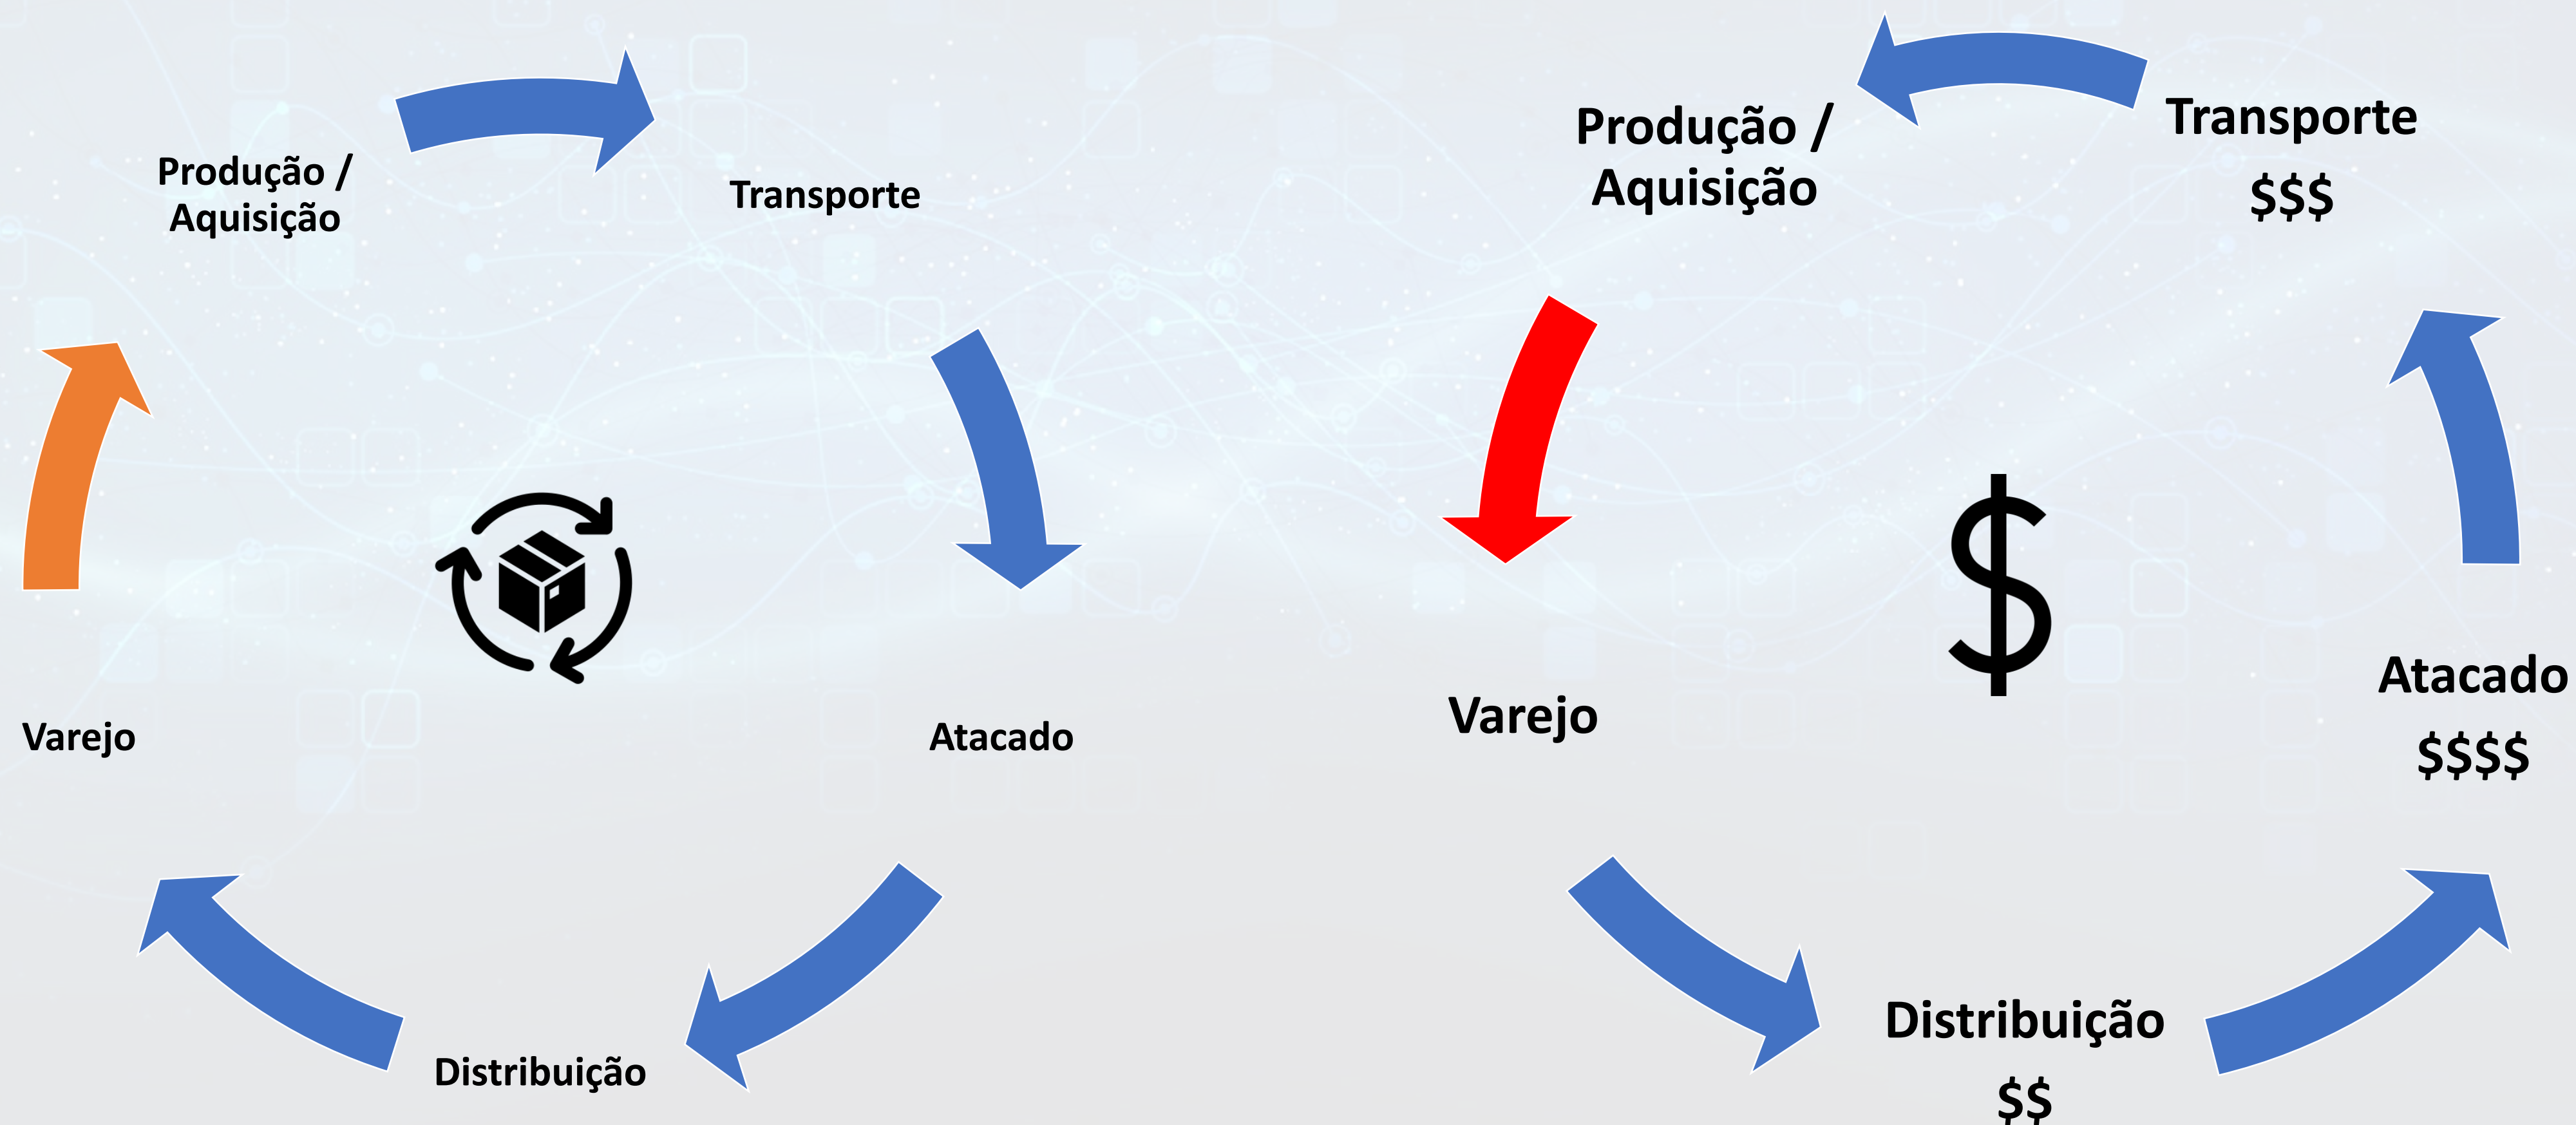 Produção /
Aquisição
Transporte
Atacado
Distribuição
Varejo
Produção /
Aquisição
Transporte
$$$
Atacado
$$$$
Distribuição
$$
Varejo
$